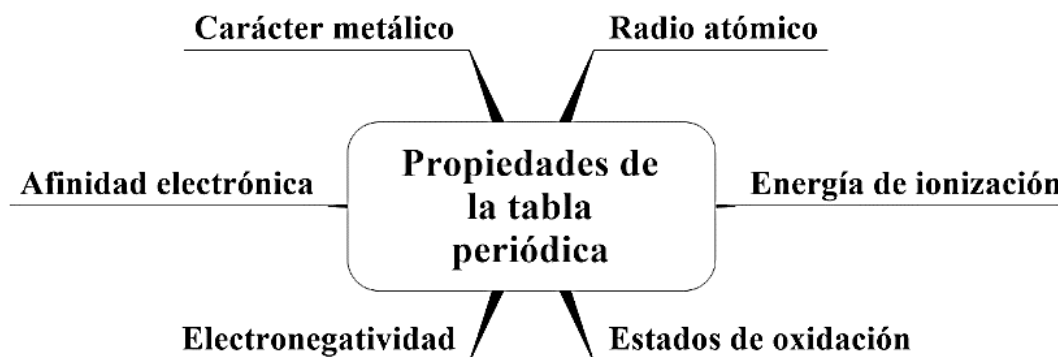 Carácter metálico
Radio atómico
Afinidad electrónica
Propiedades de
la tabla
periódica
Energía de ionización
Electronegatividad
Estados de oxidación